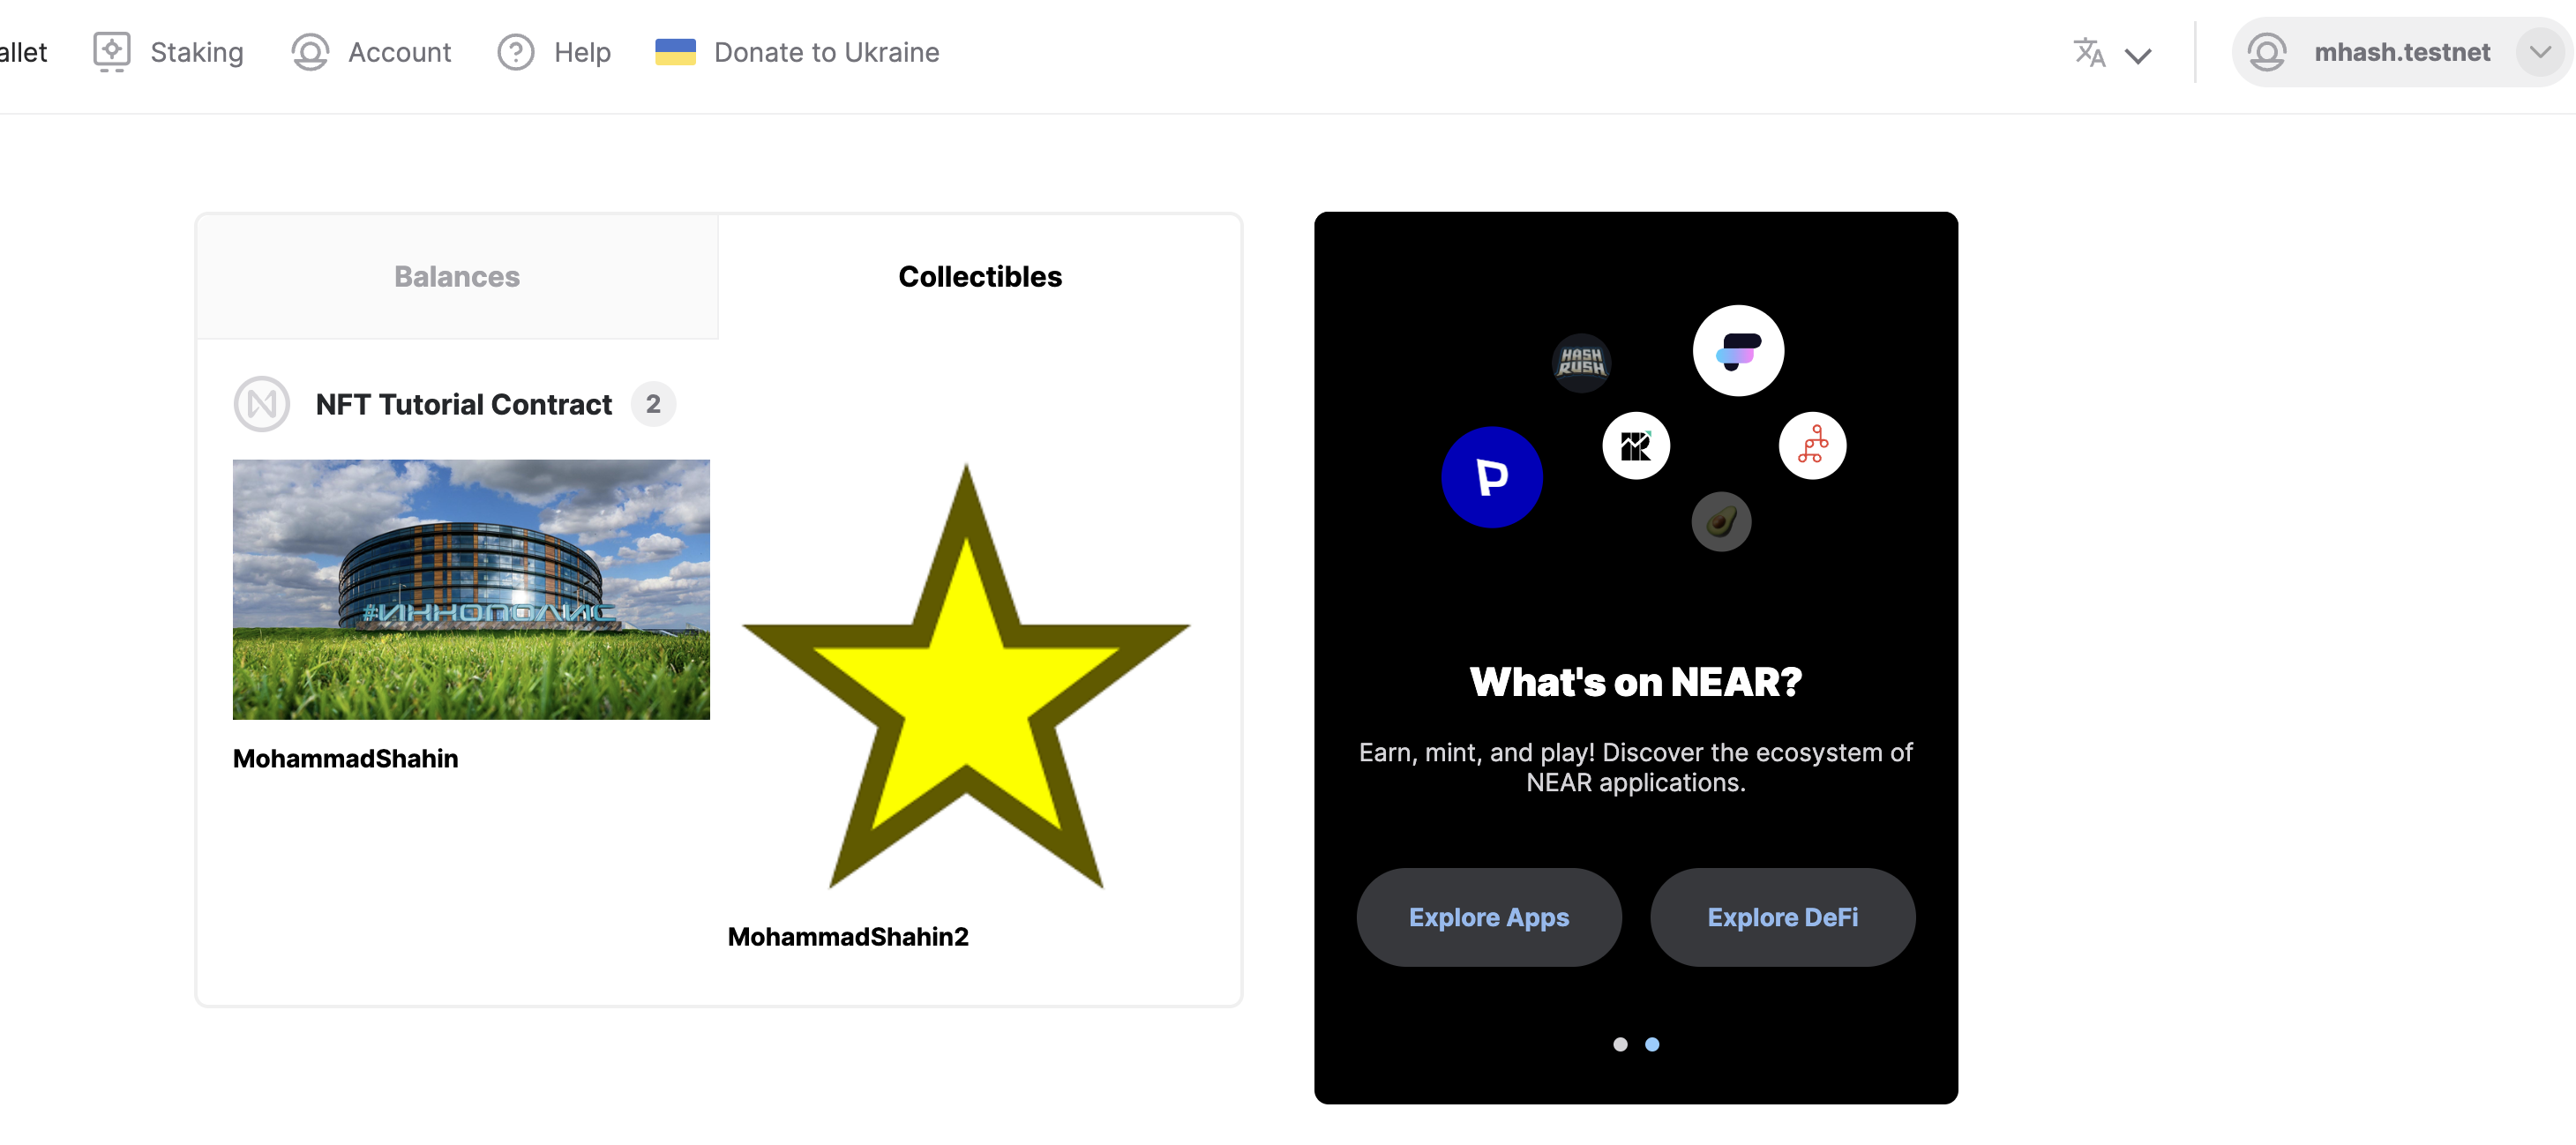 allet
Staking
Account
Help
Donate to Ukraine
mhash.testnet
Balances
Collectibles
NFT Tutorial Contract 2
#ИННОПОЛИС
MohammadShahin
MohammadShahin2
HASH
RUSH
What's on NEAR?
Earn, mint, and play! Discover the ecosystem of
NEAR applications.
Explore Apps
Explore DeFi